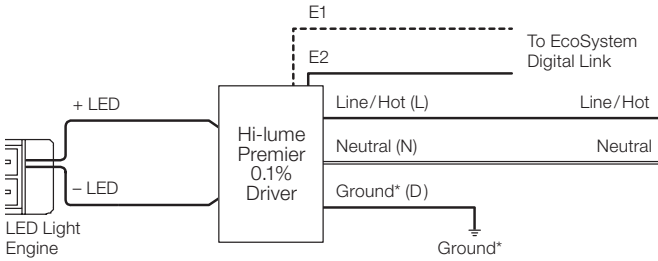 E1
To EcoSystem
Digital Link
E2
+ LED
Line/Hot (L)
Line/Hot
Hi-lume
Premier
0.1%
Driver
Neutral (N)
Neutral
– LED
Ground* (D)
LED Light
Engine
Ground*